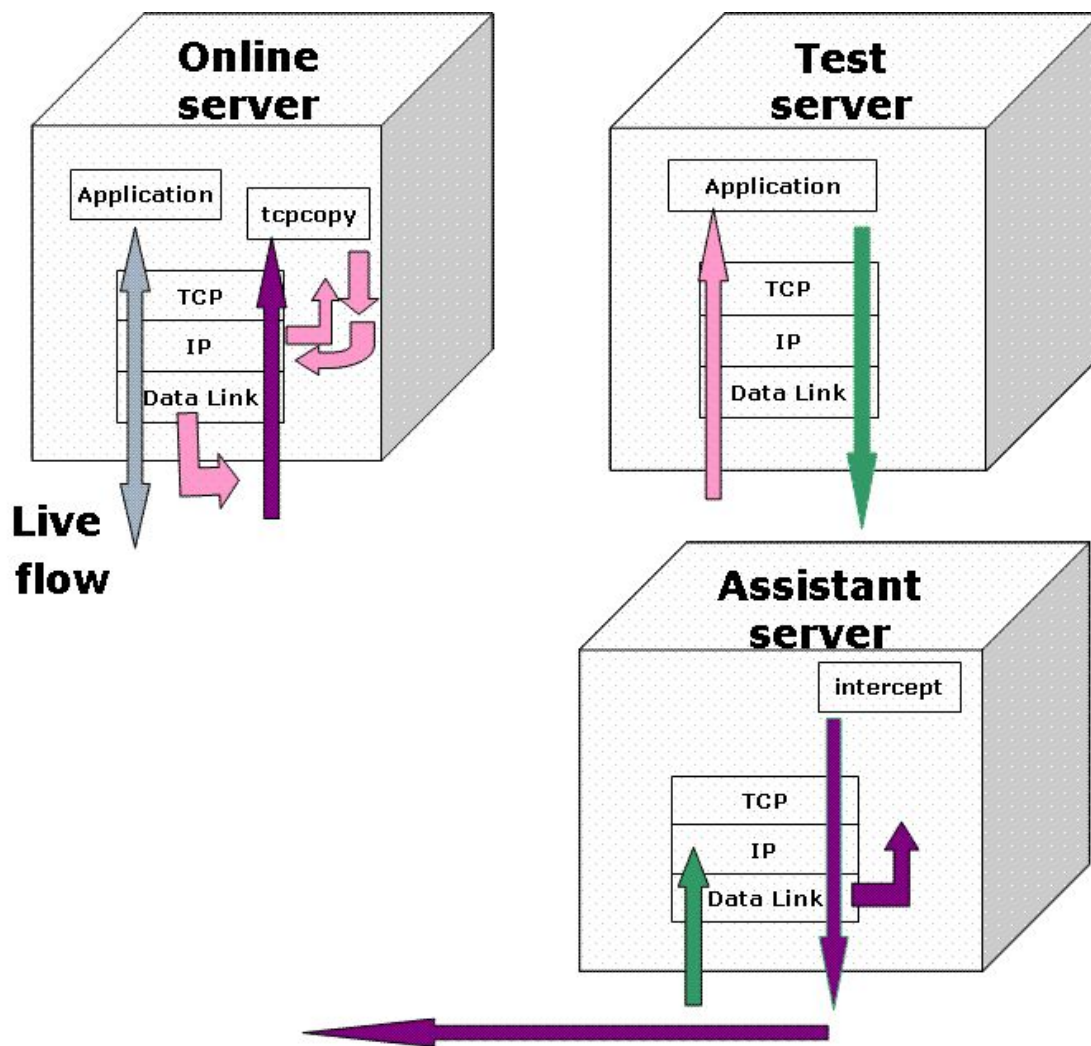 Online
server
Application
tcpcopy
TCP
IP
Data Link
Live
flow
Test
server
Application
TCP
IP
Data Link
Assistant
server
intercept
TCP
IP
Data Link